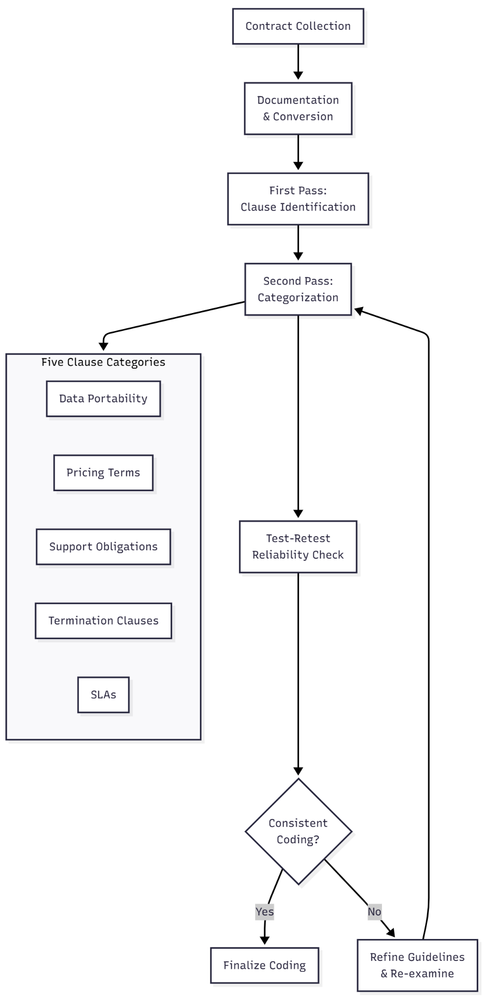 Contract Collection
Documentation
& Conversion
First Pass:
Clause Identification
Second Pass:
Categorization
Five Clause Categories
Data Portability
Pricing Terms
Support Obligations
Termination Clauses
SLAs
Test-Retest
Reliability Check
Consistent
Coding?
Yes
No
Finalize Coding
Refine Guidelines
& Re-examine